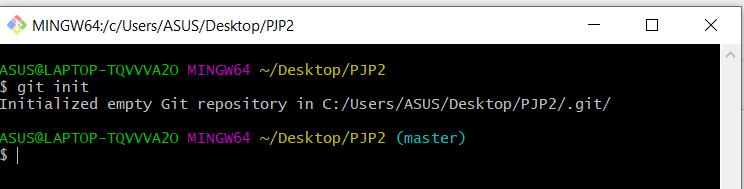 MINGW64:/c/Users/ASUS/Desktop/PJP2
ASUS@LAPTOP-TQVVVA2O MINGW64 ~/Desktop/PJP2
$ git init
Initialized empty Git repository in C:/Users/ASUS/Desktop/PJP2/.git/
ASUS@LAPTOP-TQVVVA2O MINGW64 ~/Desktop/PJP2 (master)
$